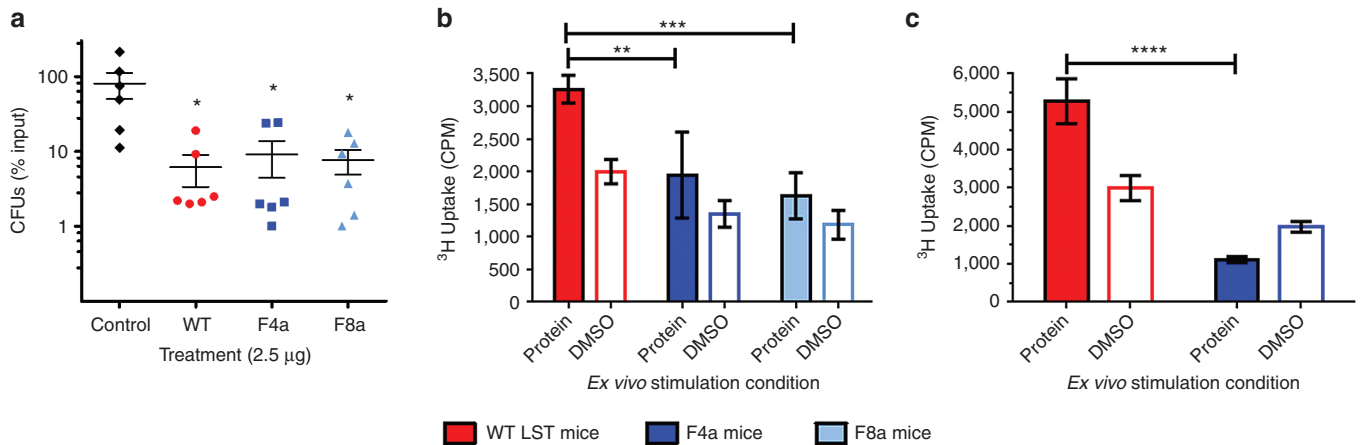 a
CFUs (% input)
100
10
1
* * *
Control WT F4a F8a
Treatment (2.5 µg)
b
***
**
³H Uptake (CPM)
3,500
3,000
2,500
2,000
1,500
1,000
500
0
Protein DMSO Protein DMSO Protein DMSO
Ex vivo stimulation condition
c
****
³H Uptake (CPM)
6,000
5,000
4,000
3,000
2,000
1,000
0
Protein DMSO Protein DMSO
Ex vivo stimulation condition
WT LST mice F4a mice F8a mice